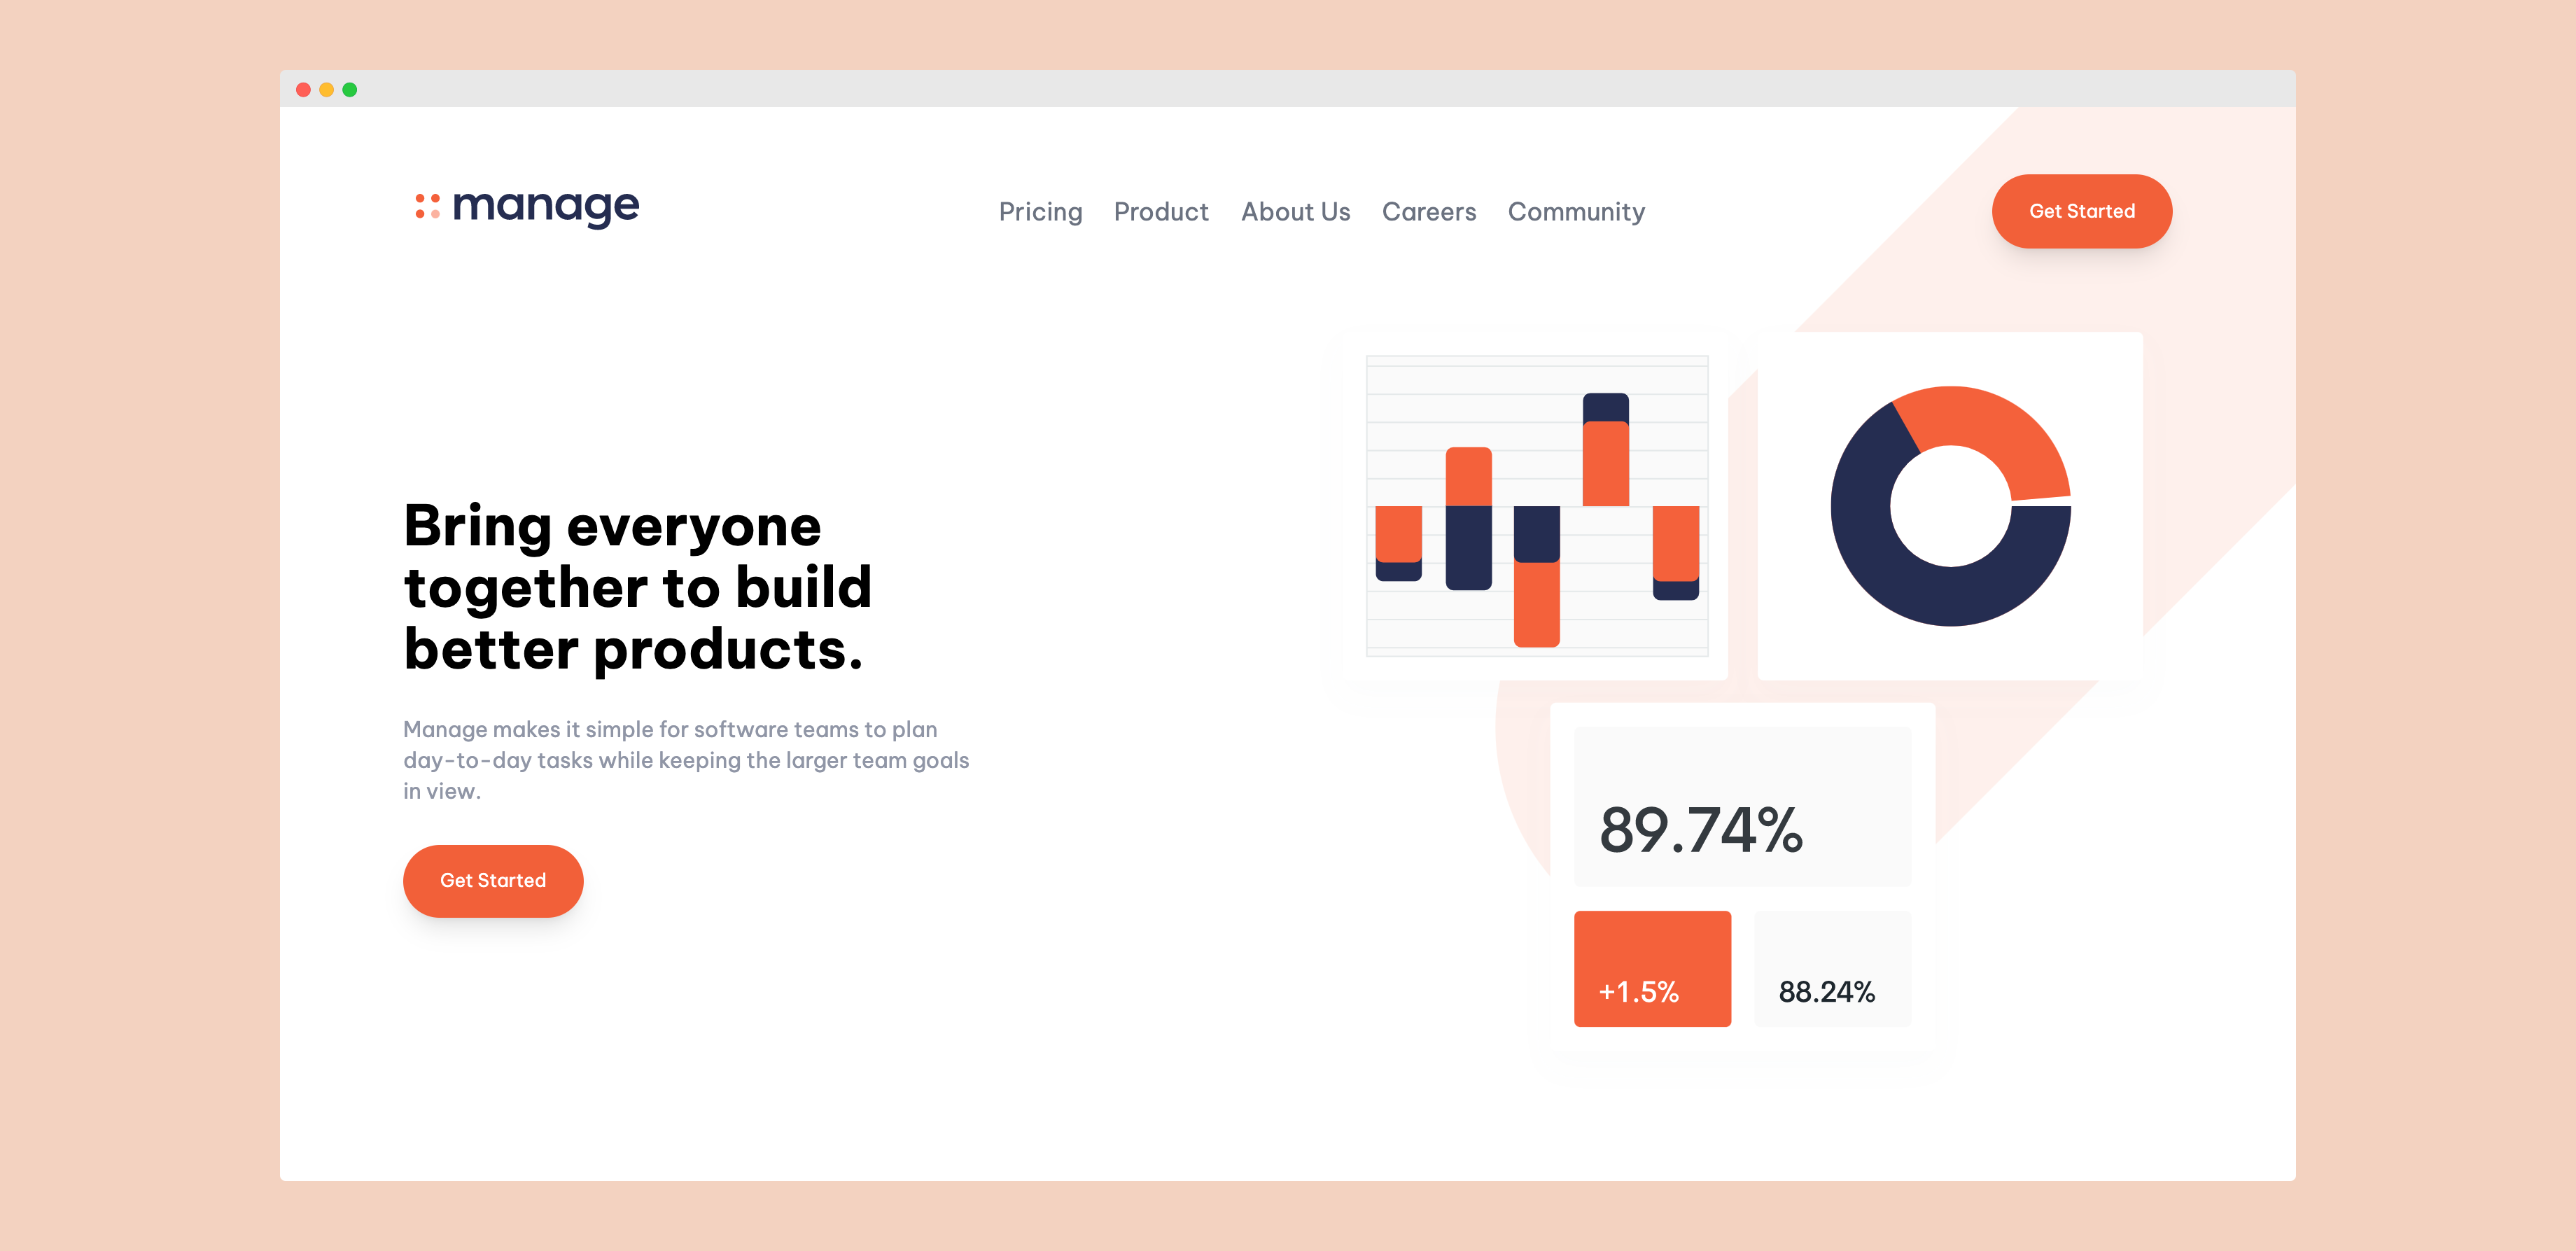 manage
Pricing Product About Us Careers Community
Get Started
Bring everyone
together to build
better products.
Manage makes it simple for software teams to plan
day-to-day tasks while keeping the larger team goals
in view.
Get Started
89.74%
+1.5%
88.24%